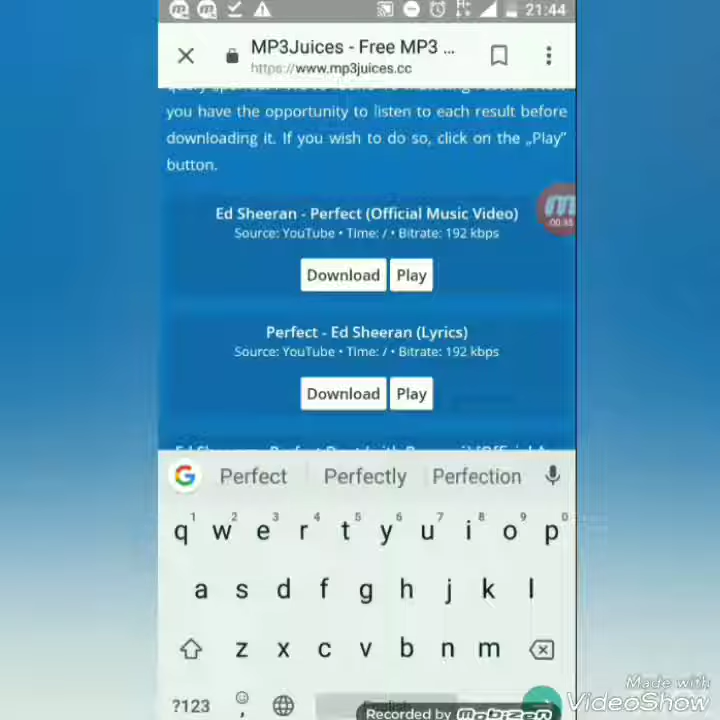 21:44
MP3Juices - Free MP3 ...
https://www.mp3juices.cc
you have the opportunity to listen to each result before
downloading it. If you wish to do so, click on the „Play”
button.
Ed Sheeran - Perfect (Official Music Video)
Source: YouTube • Time: / • Bitrate: 192 kbps
Download Play
00:38
Perfect - Ed Sheeran (Lyrics)
Source: YouTube • Time: / • Bitrate: 192 kbps
Download Play
Perfect Perfectly Perfection
1 2 3 4 5 6 7 8 9 0
q w e r t y u i o p
a s d f g h j k l
z x c v b n m
?123 ,
English
Made with
VideoShow
Recorded by mobizen